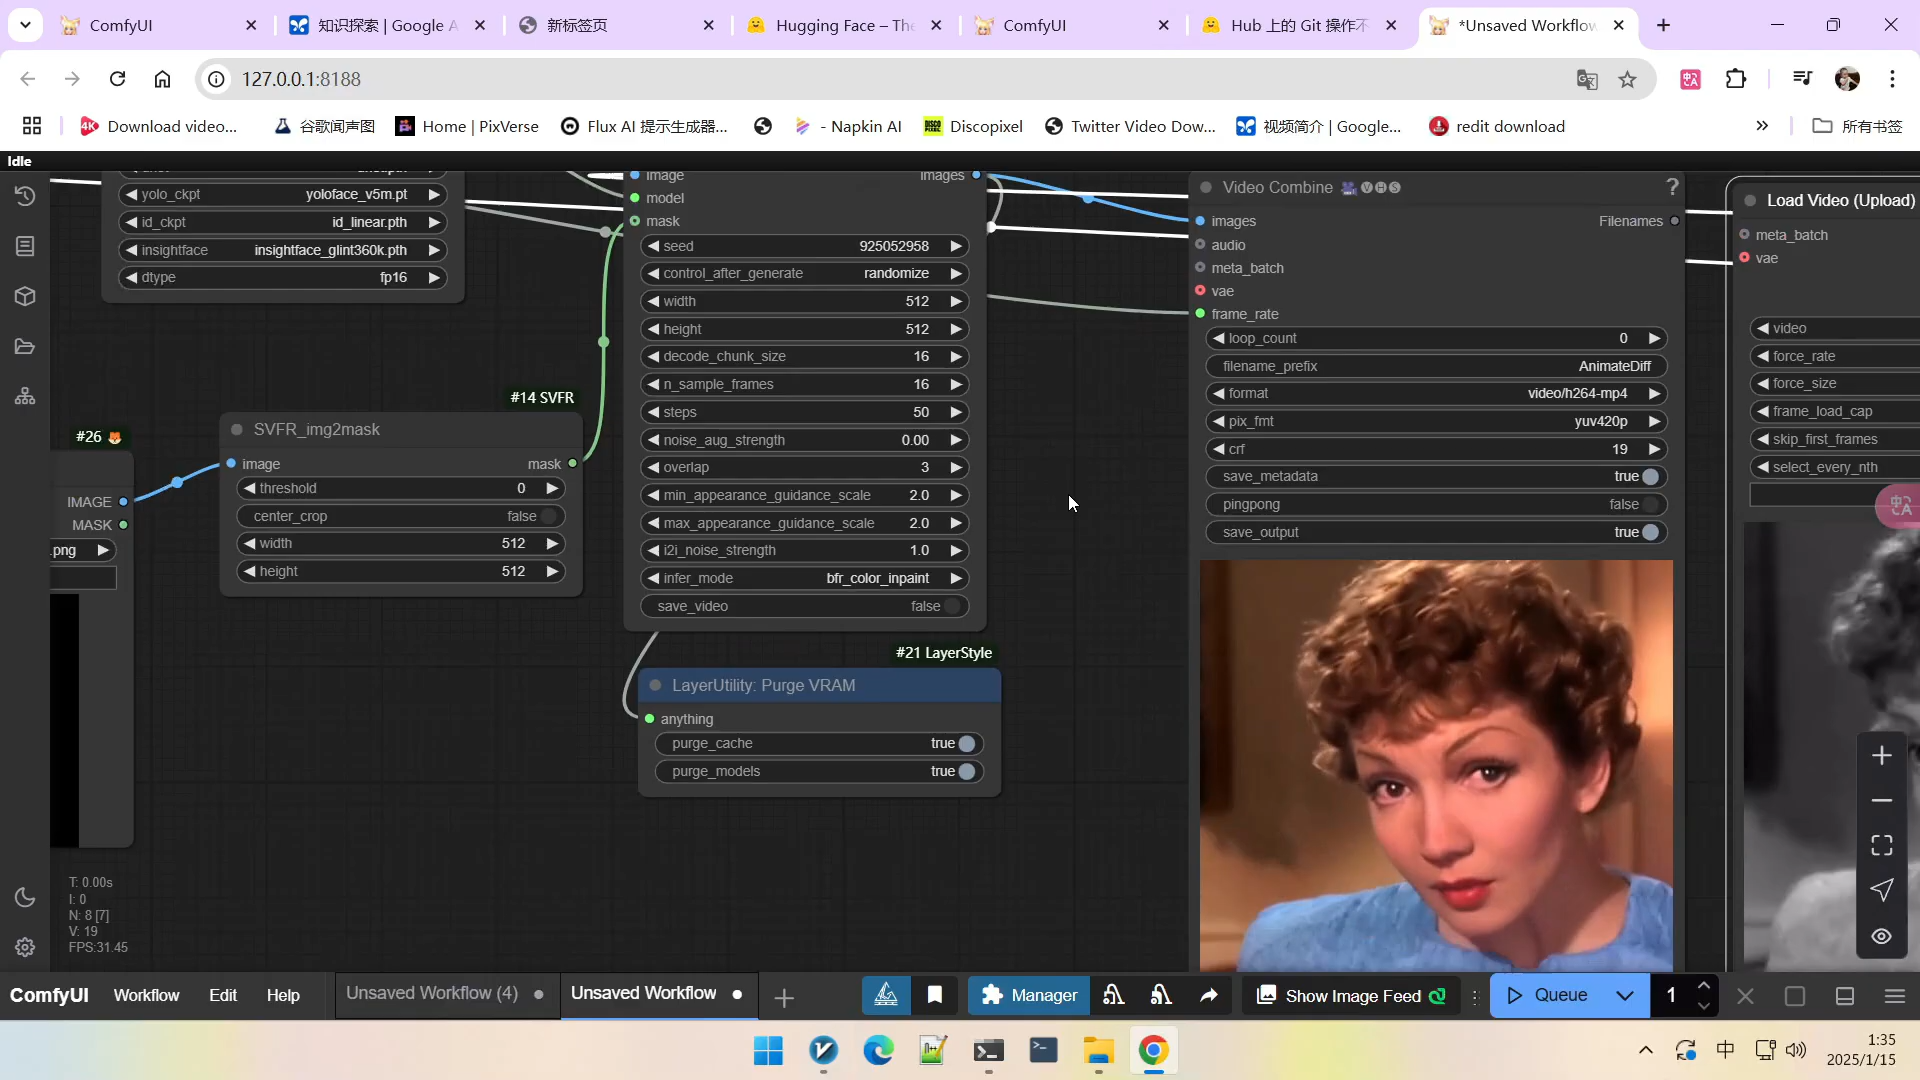 ComfyUI
知识探索 | Google A
新标签页
Hugging Face – The
ComfyUI
Hub 上的 Git 操作不
*Unsaved Workflow
127.0.0.1:8188
Download video...
谷歌闻声图
Home | PixVerse
Flux AI 提示生成器...
- Napkin AI
Discopixel
Twitter Video Dow...
视频简介 | Google...
redit download
所有书签
Idle
yolo_ckpt yoloface_v5m.pt
id_ckpt id_linear.pth
insightface insightface_glint360k.pth
dtype fp16
#26
IMAGE
MASK
.png
#14 SVFR
SVFR_img2mask
image mask
threshold 0
center_crop false
width 512
height 512
image images
model
mask
seed 925052958
control_after_generate randomize
width 512
height 512
decode_chunk_size 16
n_sample_frames 16
steps 50
noise_aug_strength 0.00
overlap 3
min_appearance_guidance_scale 2.0
max_appearance_guidance_scale 2.0
i2i_noise_strength 1.0
infer_mode bfr_color_inpaint
save_video false
#21 LayerStyle
LayerUtility: Purge VRAM
anything
purge_cache true
purge_models true
Video Combine 🎥🅥🅗🅢 ?
images Filenames
audio
meta_batch
vae
frame_rate
loop_count 0
filename_prefix AnimateDiff
format video/h264-mp4
pix_fmt yuv420p
crf 19
save_metadata true
pingpong false
save_output true
Load Video (Upload)
meta_batch
vae
video
force_rate
force_size
frame_load_cap
skip_first_frames
select_every_nth
T: 0.00s
I: 0
N: 8 [7]
V: 19
FPS:31.45
ComfyUI
Workflow
Edit
Help
Unsaved Workflow (4)
Unsaved Workflow
Manager
Show Image Feed
Queue
1
中
1:35
2025/1/15